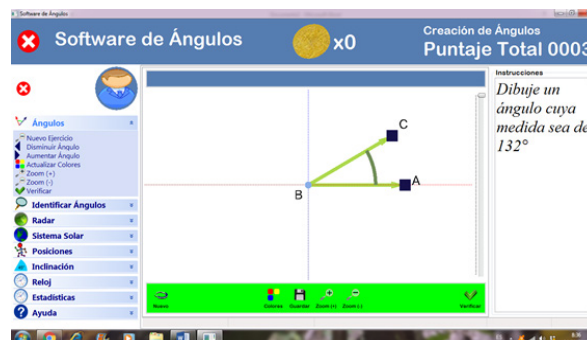 Software de Ángulos
Software de Ángulos
x0
Creación de Ángulos
Puntaje Total 0003
Ángulos
Nuevo Ejercicio
Disminuir Ángulo
Aumentar Ángulo
Actualizar Colores
Zoom (+)
Zoom (-)
Verificar
Identificar Ángulos
Radar
Sistema Solar
Posiciones
Inclinación
Reloj
Estadísticas
Ayuda
C
A
B
Nuevo
Colores
Guardar
Zoom (+)
Zoom (-)
Verificar
Instrucciones
Dibuje un
ángulo cuya
medida sea de
132°